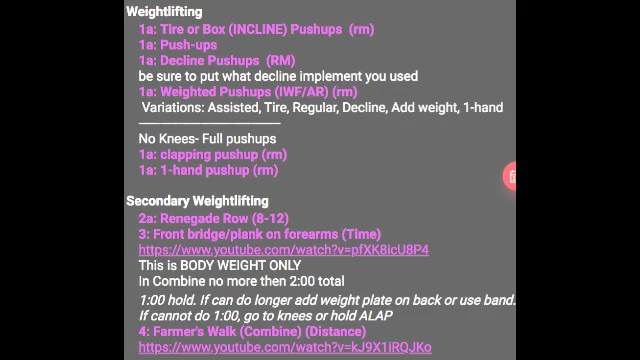 Weightlifting
1a: Tire or Box (INCLINE) Pushups (rm)
1a: Push-ups
1a: Decline Pushups (RM)
be sure to put what decline implement you used
1a: Weighted Pushups (IWF/AR) (rm)
Variations: Assisted, Tire, Regular, Decline, Add weight, 1-hand
No Knees- Full pushups
1a: clapping pushup (rm)
1a: 1-hand pushup (rm)
Secondary Weightlifting
2a: Renegade Row (8-12)
3: Front bridge/plank on forearms (Time)
https://www.youtube.com/watch?v=pfXK8icU8P4
This is BODY WEIGHT ONLY
In Combine no more then 2:00 total
1:00 hold. If can do longer add weight plate on back or use band.
If cannot do 1:00, go to knees or hold ALAP
4: Farmer's Walk (Combine) (Distance)
https://www.youtube.com/watch?v=kJ9X1iRQJKo